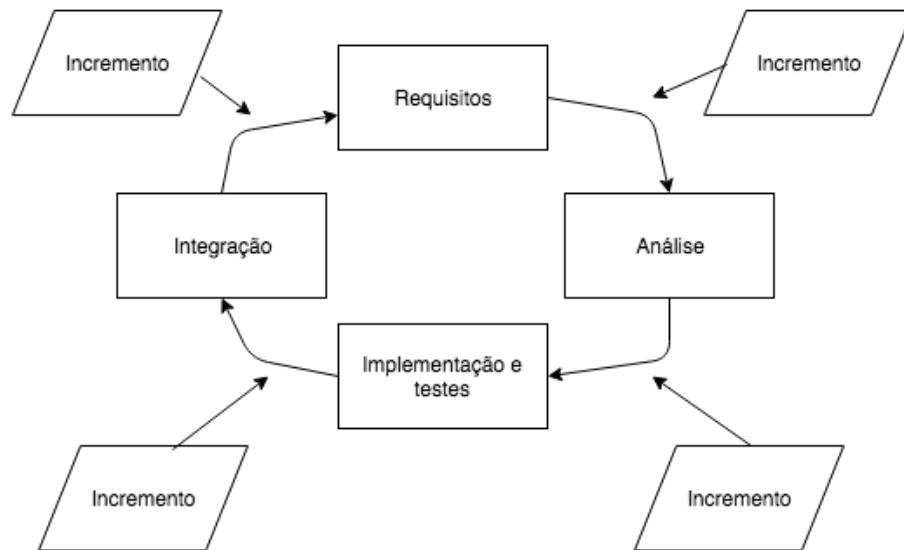 Incremento
Requisitos
Incremento
Integração
Análise
Implementação e
testes
Incremento
Incremento